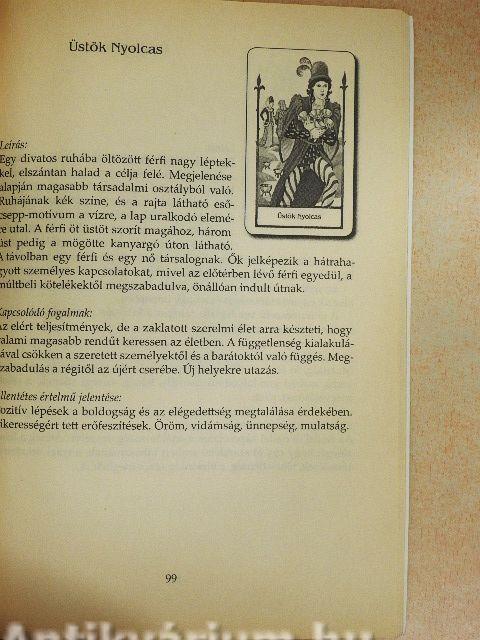 Üstök Nyolcas
Üstök Nyolcas
Leírás:
Egy divatos ruhába öltözött férfi nagy léptek-
kel, elszántan halad a célja felé. Megjelenése
alapján magasabb társadalmi osztályból való.
Ruhájának kék színe, és a rajta látható eső-
csepp-motívum a vízre, a lap uralkodó elemé-
re utal. A férfi öt üstöt szorít magához, három
üst pedig a mögötte kanyargó úton látható.
A távolban egy férfi és egy nő társalognak. Ők jelképezik a hátraha-
gyott személyes kapcsolatokat, mivel az előtérben lévő férfi egyedül, a
múltbeli kötelékektől megszabadulva, önállóan indult útnak.
Kapcsolódó fogalmak:
Az elért teljesítmények, de a zaklatott szerelmi élet arra készteti, hogy
valami magasabb rendűt keressen az életben. A függetlenség kialakulá-
sával csökken a szeretett személyektől és a barátoktól való függés. Meg-
szabadulás a régitől az újért cserébe. Új helyekre utazás.
Ellentétes értelmű jelentése:
Pozitív lépések a boldogság és az elégedettség megtalálása érdekében.
Sikerességért tett erőfeszítések. Öröm, vidámság, ünnepség, mulatság.
99
Antikvárium.hu